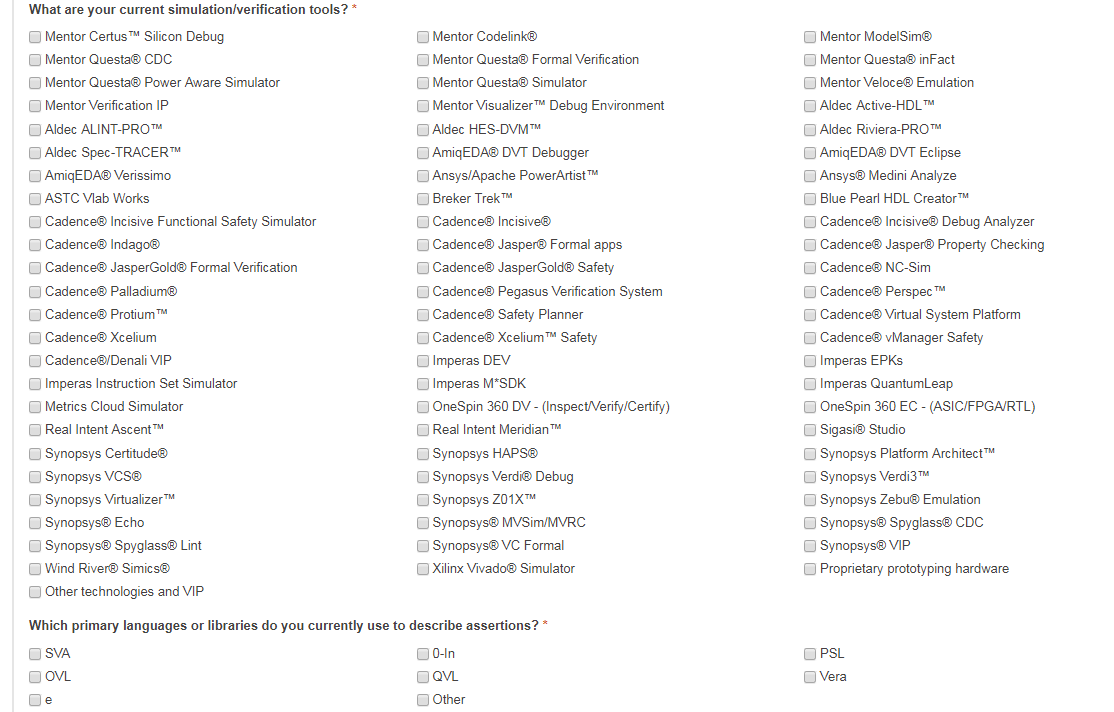 What are your current simulation/verification tools? *
Mentor Certus™ Silicon Debug Mentor Codelink® Mentor ModelSim®
Mentor Questa® CDC Mentor Questa® Formal Verification Mentor Questa® inFact
Mentor Questa® Power Aware Simulator Mentor Questa® Simulator Mentor Veloce® Emulation
Mentor Verification IP Mentor Visualizer™ Debug Environment Aldec Active-HDL™
Aldec ALINT-PRO™ Aldec HES-DVM™ Aldec Riviera-PRO™
Aldec Spec-TRACER™ AmiqEDA® DVT Debugger AmiqEDA® DVT Eclipse
AmiqEDA® Verissimo Ansys/Apache PowerArtist™ Ansys® Medini Analyze
ASTC Vlab Works Breker Trek™ Blue Pearl HDL Creator™
Cadence® Incisive Functional Safety Simulator Cadence® Incisive® Cadence® Incisive® Debug Analyzer
Cadence® Indago® Cadence® Jasper® Formal apps Cadence® Jasper® Property Checking
Cadence® JasperGold® Formal Verification Cadence® JasperGold® Safety Cadence® NC-Sim
Cadence® Palladium® Cadence® Pegasus Verification System Cadence® Perspec™
Cadence® Protium™ Cadence® Safety Planner Cadence® Virtual System Platform
Cadence® Xcelium Cadence® Xcelium™ Safety Cadence® vManager Safety
Cadence®/Denali VIP Imperas DEV Imperas EPKs
Imperas Instruction Set Simulator Imperas M*SDK Imperas QuantumLeap
Metrics Cloud Simulator OneSpin 360 DV - (Inspect/Verify/Certify) OneSpin 360 EC - (ASIC/FPGA/RTL)
Real Intent Ascent™ Real Intent Meridian™ Sigasi® Studio
Synopsys Certitude® Synopsys HAPS® Synopsys Platform Architect™
Synopsys VCS® Synopsys Verdi® Debug Synopsys Verdi3™
Synopsys Virtualizer™ Synopsys Z01X™ Synopsys Zebu® Emulation
Synopsys® Echo Synopsys® MVSim/MVRC Synopsys® Spyglass® CDC
Synopsys® Spyglass® Lint Synopsys® VC Formal Synopsys® VIP
Wind River® Simics® Xilinx Vivado® Simulator Proprietary prototyping hardware
Other technologies and VIP
Which primary languages or libraries do you currently use to describe assertions? *
SVA 0-In PSL
OVL QVL Vera
e Other